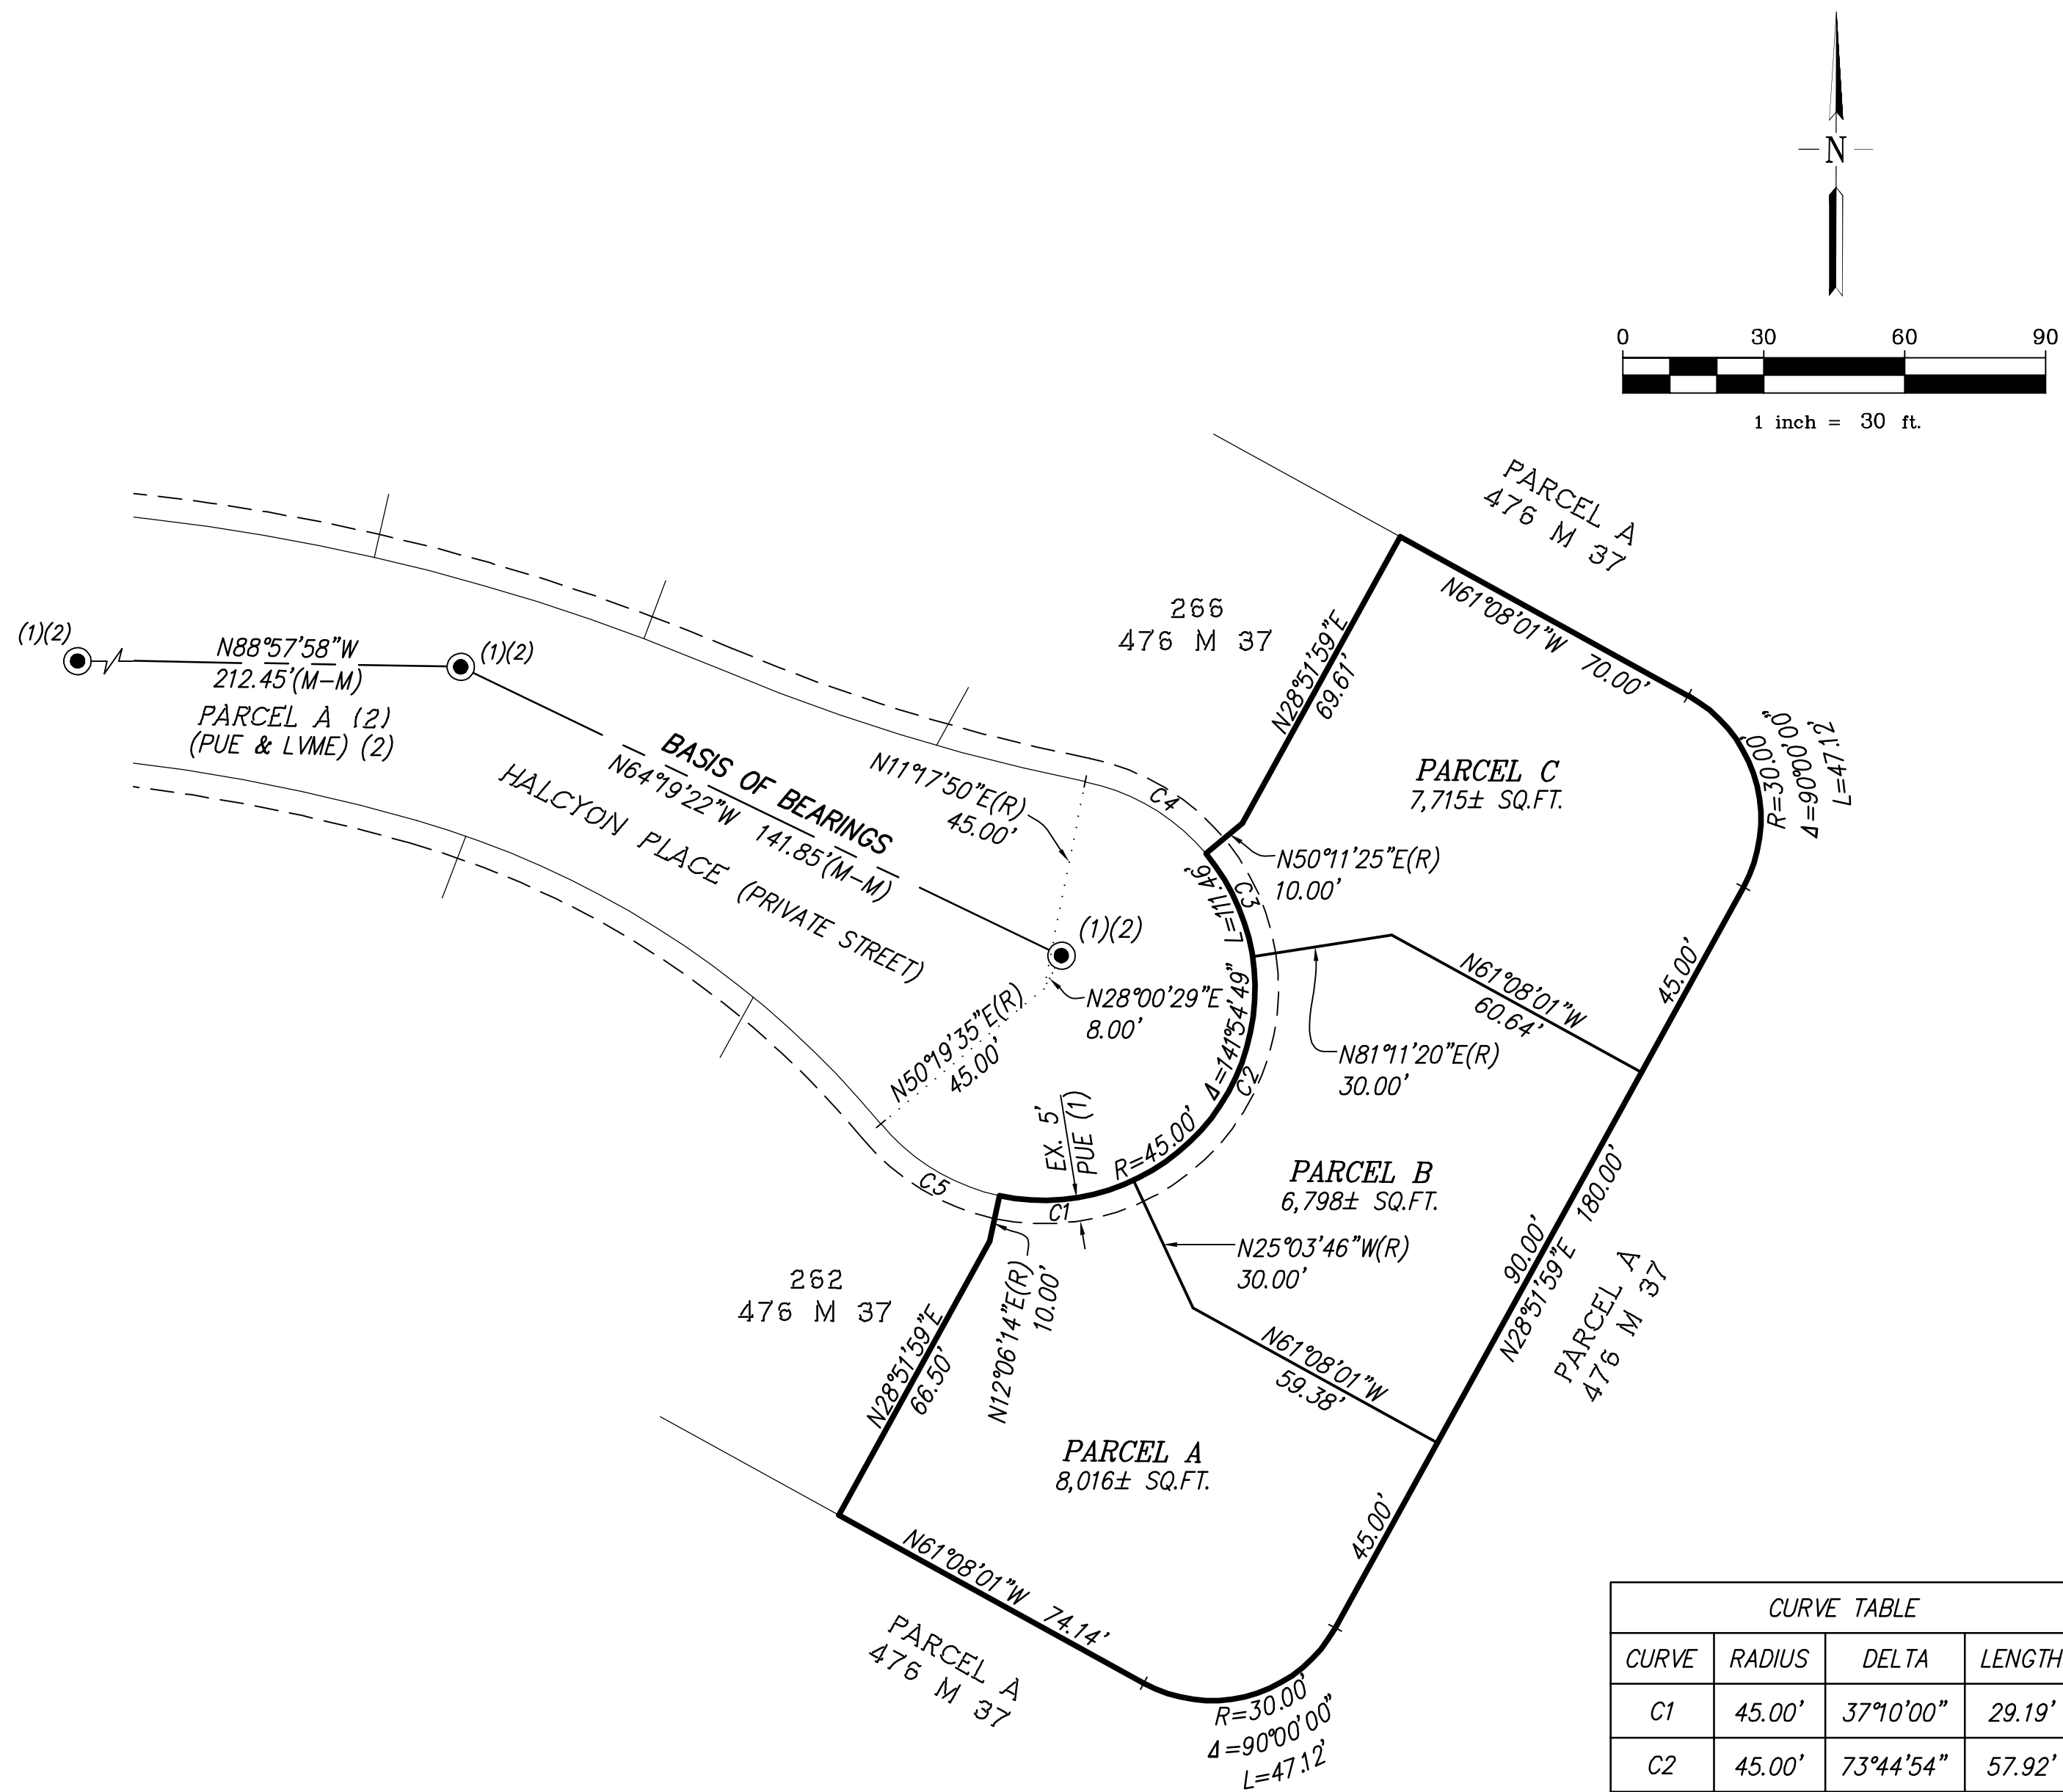 N
0 30 60 90
1 inch = 30 ft.
PARCEL A
476 M 37
266
476 M 37
N61°08'01"W 70.00'
N28°51'59"E
69.61'
R=30.00'
Δ=90°00'00"
L=47.12'
(1)(2)
N88°57'58"W
212.45'(M-M)
(1)(2)
PARCEL A (2)
(PUE & LVME) (2)
BASIS OF BEARINGS
N64°19'22"W 141.85'(M-M)
HALCYON PLACE (PRIVATE STREET)
N11°17'50"E(R)
45.00'
C4
PARCEL C
7,715± SQ.FT.
N50°11'25"E(R)
10.00'
C3
L=111.46'
(1)(2)
N28°00'29"E
8.00'
Δ=141°54'49"
N61°08'01"W
60.64'
45.00'
N81°11'20"E(R)
30.00'
N50°19'35"E(R)
45.00'
C2
EX. 5'
PUE (1)
R=45.00'
C5
C1
PARCEL B
6,798± SQ.FT.
N25°03'46"W(R)
30.00'
90.00'
N28°51'59"E 180.00'
PARCEL A
476 M 37
262
476 M 37
N12°06'14"E(R)
10.00'
N28°51'59"E
66.50'
N61°08'01"W
59.38'
PARCEL A
8,016± SQ.FT.
45.00'
N61°08'01"W 74.14'
PARCEL A
476 M 37
R=30.00'
Δ=90°00'00"
L=47.12'
CURVE TABLE
CURVE RADIUS DELTA LENGTH
C1 45.00' 37°10'00" 29.19'
C2 45.00' 73°44'54" 57.92'